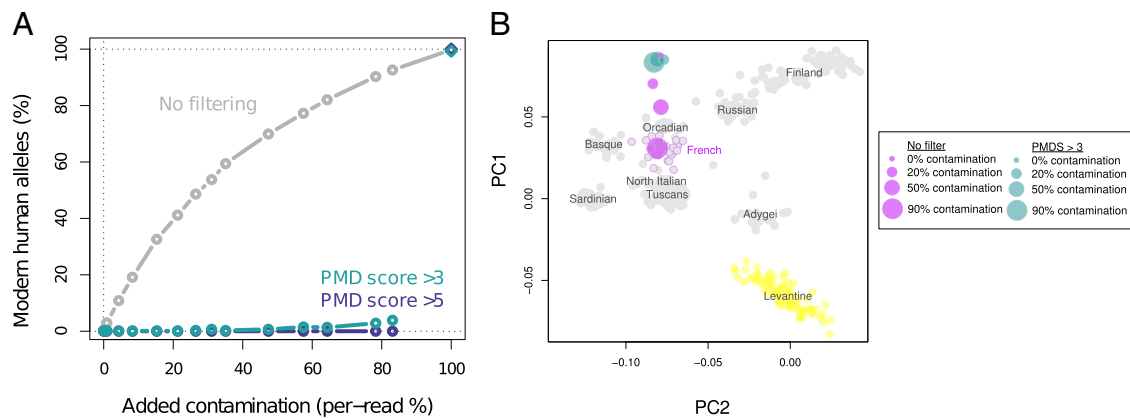 A
B
100
80
60
40
20
0
Modern human alleles (%)
No filtering
PMD score >3
PMD score >5
0
20
40
60
80
100
Added contamination (per−read %)
0.05
0.00
−0.05
PC1
Finland
Russian
Orcadian
Basque
French
North Italian
Sardinian
Tuscans
Adygei
Levantine
−0.10
−0.05
0.00
PC2
No filter
0% contamination
20% contamination
50% contamination
90% contamination
PMDS > 3
0% contamination
20% contamination
50% contamination
90% contamination